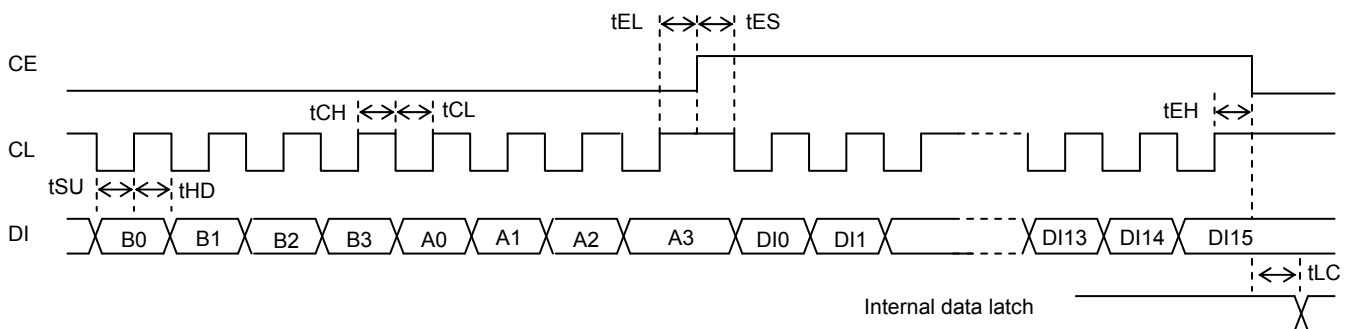 tEL tES
CE
tCH tCL tEH
CL
tSU tHD
DI B0 B1 B2 B3 A0 A1 A2 A3 DI0 DI1 DI13 DI14 DI15
tLC
Internal data latch